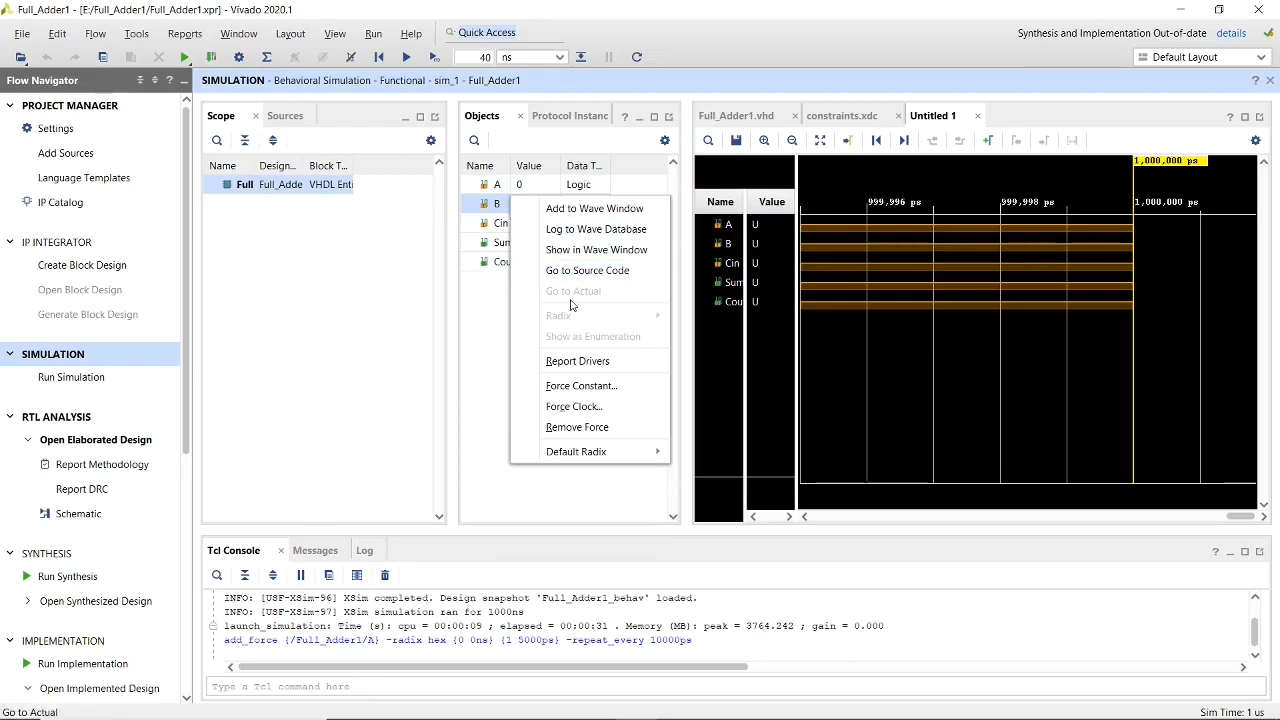 Full_Adder1 - [E:/Full_Adder1/Full_Adder1.xpr] - Vivado 2020.1
File Edit Flow Tools Reports Window Layout View Run Help Quick Access
Synthesis and Implementation Out-of-date details
40 ns
Default Layout
Flow Navigator
SIMULATION - Behavioral Simulation - Functional - sim_1 - Full_Adder1
PROJECT MANAGER
Settings
Add Sources
Language Templates
IP Catalog
IP INTEGRATOR
Create Block Design
Open Block Design
Generate Block Design
SIMULATION
Run Simulation
RTL ANALYSIS
Open Elaborated Design
Report Methodology
Report DRC
Schematic
SYNTHESIS
Run Synthesis
Open Synthesized Design
IMPLEMENTATION
Run Implementation
Open Implemented Design
Scope Sources
Name Design... Block T...
Full Full_Adde VHDL Enti
Objects Protocol Instanc
Name Value Data T...
A 0 Logic
B
Cin
Sum
Cou
Add to Wave Window
Log to Wave Database
Show in Wave Window
Go to Source Code
Go to Actual
Radix
Show as Enumeration
Report Drivers
Force Constant...
Force Clock...
Remove Force
Default Radix
Full_Adder1.vhd constraints.xdc Untitled 1
1,000,000 ps
Name Value 999,996 ps 999,998 ps 1,000,000 ps
A U
B U
Cin U
Sum U
Cou U
Tcl Console Messages Log
INFO: [USF-XSim-96] XSim completed. Design snapshot 'Full_Adder1_behav' loaded.
INFO: [USF-XSim-97] XSim simulation ran for 1000ns
launch_simulation: Time (s): cpu = 00:00:09 ; elapsed = 00:00:31 . Memory (MB): peak = 3764.242 ; gain = 0.000
add_force {/Full_Adder1/A} -radix hex {0 0ns} {1 5000ps} -repeat_every 10000ps
Type a Tcl command here
Go to Actual
Sim Time: 1 us